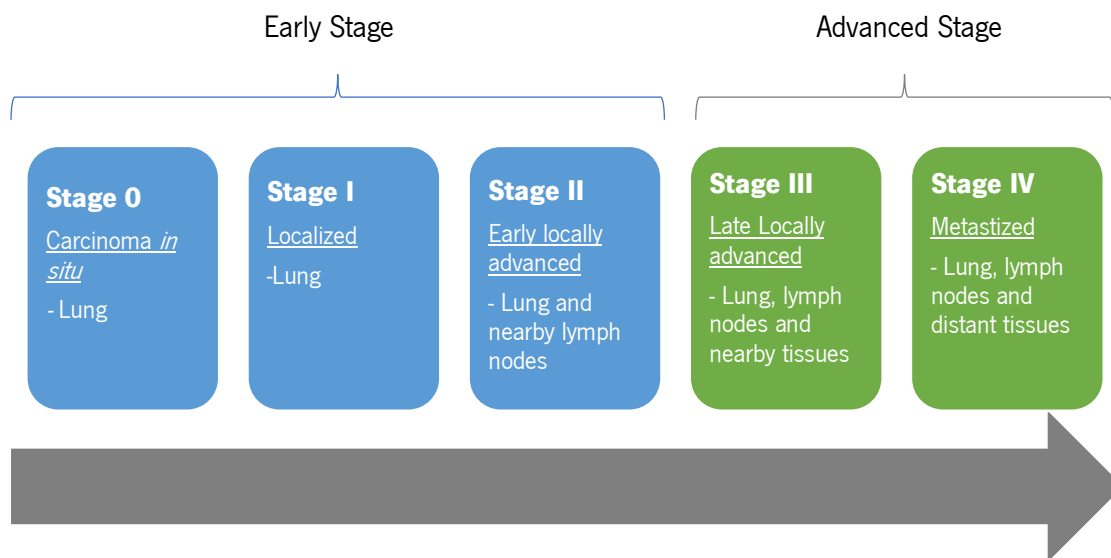 Early Stage
Advanced Stage
Stage 0
Carcinoma in
situ
- Lung
Stage I
Localized
-Lung
Stage II
Early locally
advanced
- Lung and
nearby lymph
nodes
Stage III
Late Locally
advanced
- Lung, lymph
nodes and
nearby tissues
Stage IV
Metastized
- Lung, lymph
nodes and
distant tissues